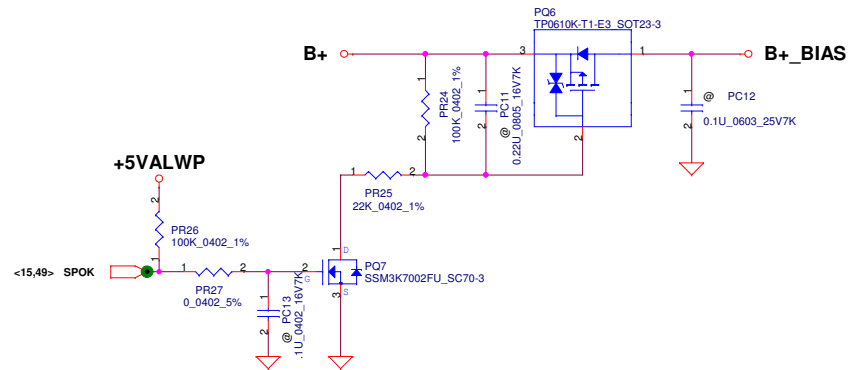 PQ6
TP0610K-T1-E3_SOT23-3
B+
3
1
B+_BIAS
1
2
PR24
100K_0402_1%
1
2
@ PC11
0.22U_0805_16V7K
2
1
2
@ PC12
0.1U_0603_25V7K
+5VALWP
2
1
PR26
100K_0402_1%
1
2
PR25
22K_0402_1%
<15,49> SPOK
1
2
PR27
0_0402_5%
1
2
@ PC13
.1U_0402_16V7K
2
G
1
D
3
S
PQ7
SSM3K7002FU_SC70-3